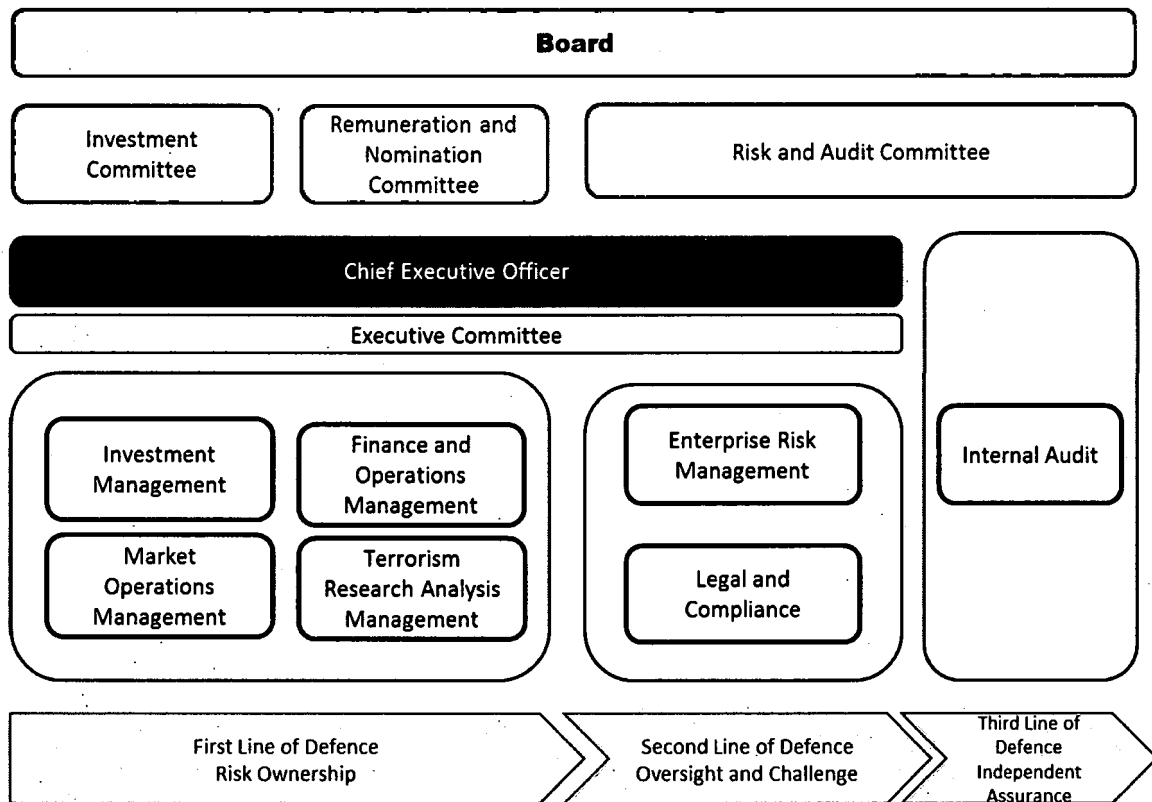 Board
Investment
Committee
Remuneration and
Nomination
Committee
Risk and Audit Committee
Chief Executive Officer
Executive Committee
Investment
Management
Finance and
Operations
Management
Enterprise Risk
Management
Internal Audit
Market
Operations
Management
Terrorism
Research Analysis
Management
Legal and
Compliance
First Line of Defence
Risk Ownership
Second Line of Defence
Oversight and Challenge
Third Line of
Defence
Independent
Assurance